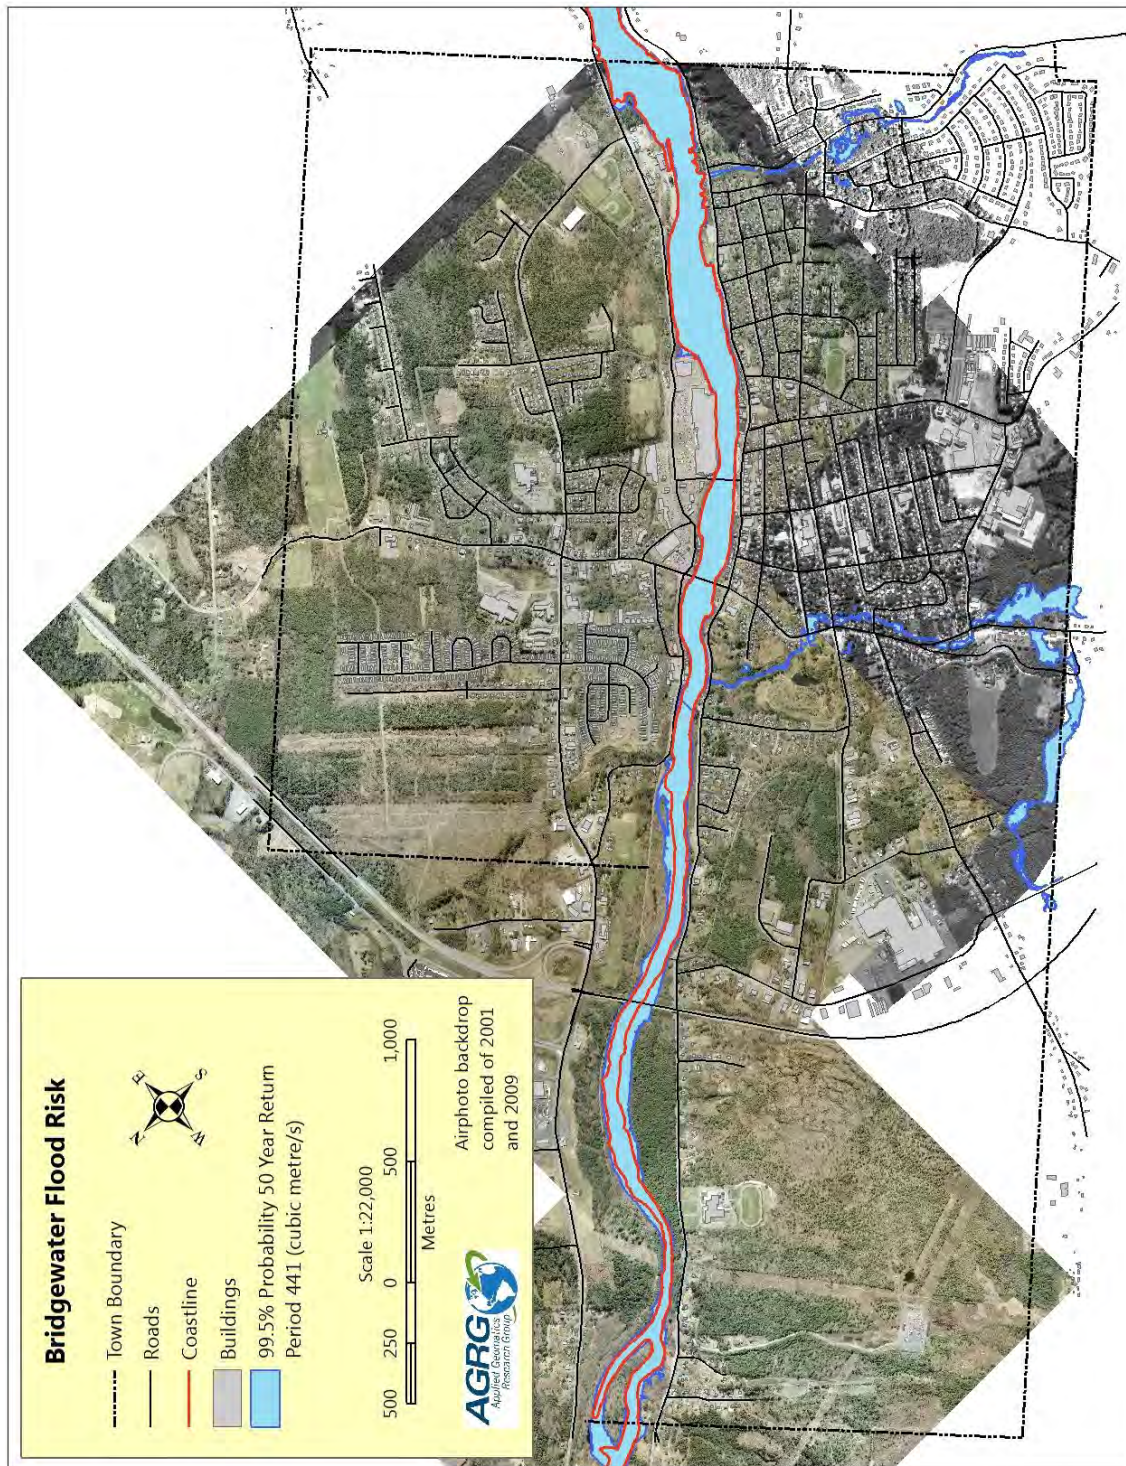 Bridgewater Flood Risk
Town Boundary
Roads
Coastline
Buildings
99.5% Probability 50 Year Return
Period 441 (cubic metre/s)
N
E
S
W
Scale 1:22,000
500 250 0 500 1,000
Metres
AGRG
Applied Geomatics
Research Group
Airphoto backdrop
compiled of 2001
and 2009